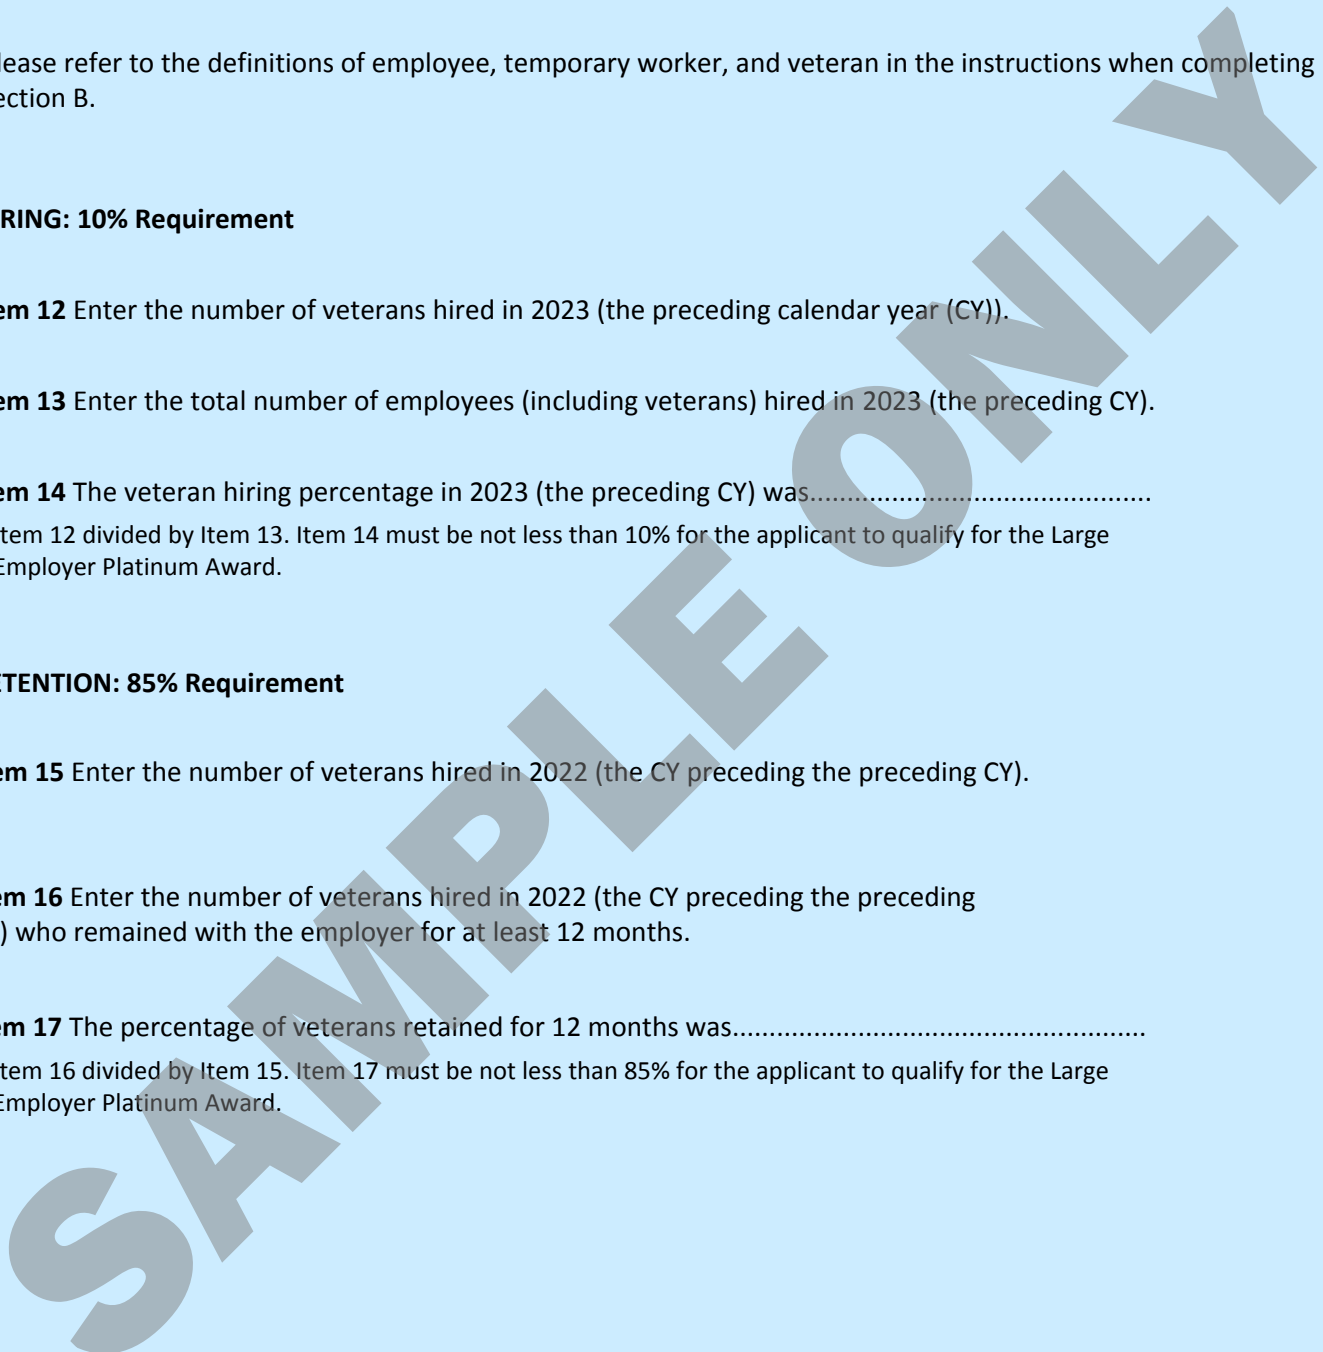 lease refer to the definitions of employee, temporary worker, and veteran in the instructions when completing
ection B.
RING: 10% Requirement
em 12 Enter the number of veterans hired in 2023 (the preceding calendar year (CY)).
em 13 Enter the total number of employees (including veterans) hired in 2023 (the preceding CY).
em 14 The veteran hiring percentage in 2023 (the preceding CY) was..............................................
tem 12 divided by Item 13. Item 14 must be not less than 10% for the applicant to qualify for the Large
Employer Platinum Award.
ETENTION: 85% Requirement
em 15 Enter the number of veterans hired in 2022 (the CY preceding the preceding CY).
em 16 Enter the number of veterans hired in 2022 (the CY preceding the preceding
) who remained with the employer for at least 12 months.
em 17 The percentage of veterans retained for 12 months was.......................................................
tem 16 divided by Item 15. Item 17 must be not less than 85% for the applicant to qualify for the Large
Employer Platinum Award.
SAMPLE ONLY